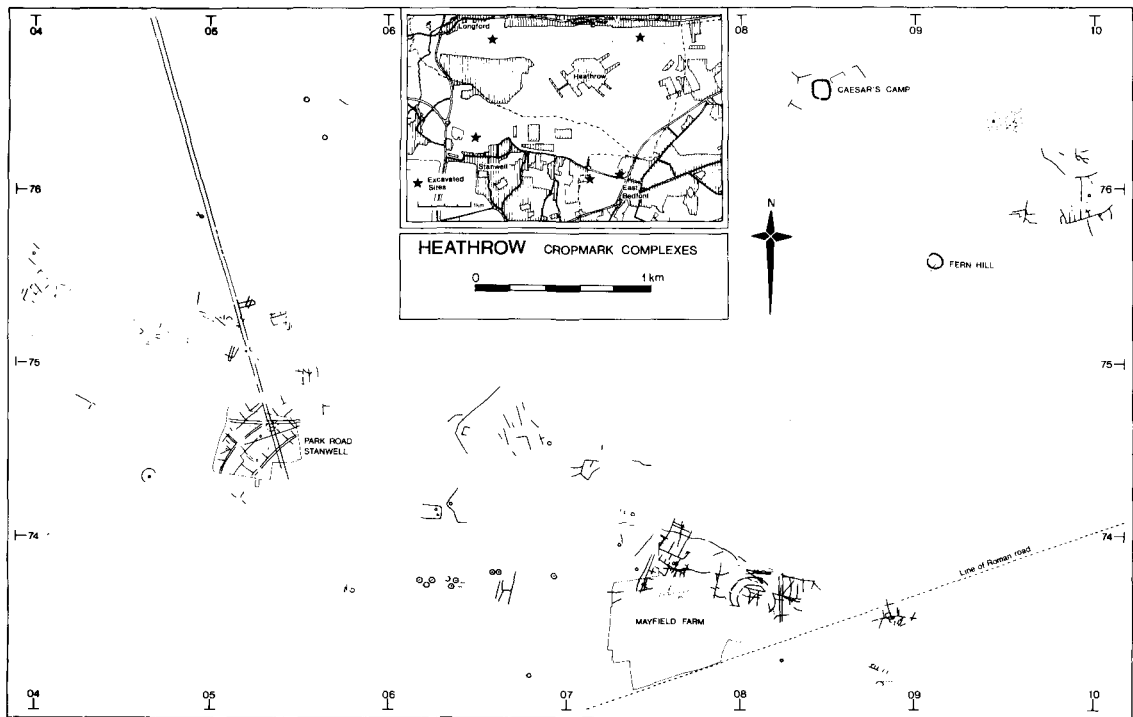 04 05 06 08 09 10
Longford
Heathrow
Stanwell
Excavated
Sites
1km
East
Bedfont
HEATHROW CROPMARK COMPLEXES
0 1km
N
CAESAR'S CAMP
76 76
FERN HILL
75 75
PARK ROAD
STANWELL
74 74
Line of Roman road
MAYFIELD FARM
04 05 06 07 08 09 10